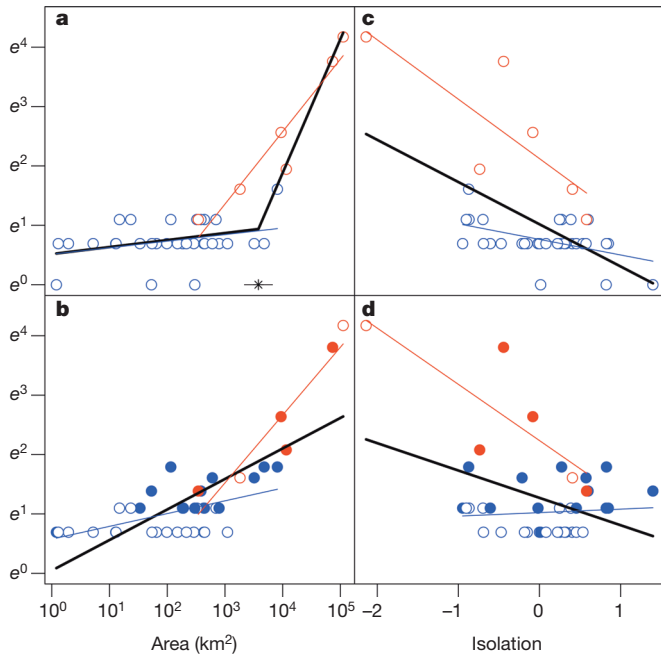 a
c
e⁴
e³
e²
e¹
e⁰
b
d
e⁴
e³
e²
e¹
e⁰
10⁰ 10¹ 10² 10³ 10⁴ 10⁵
−2 −1 0 1
Area (km²)
Isolation